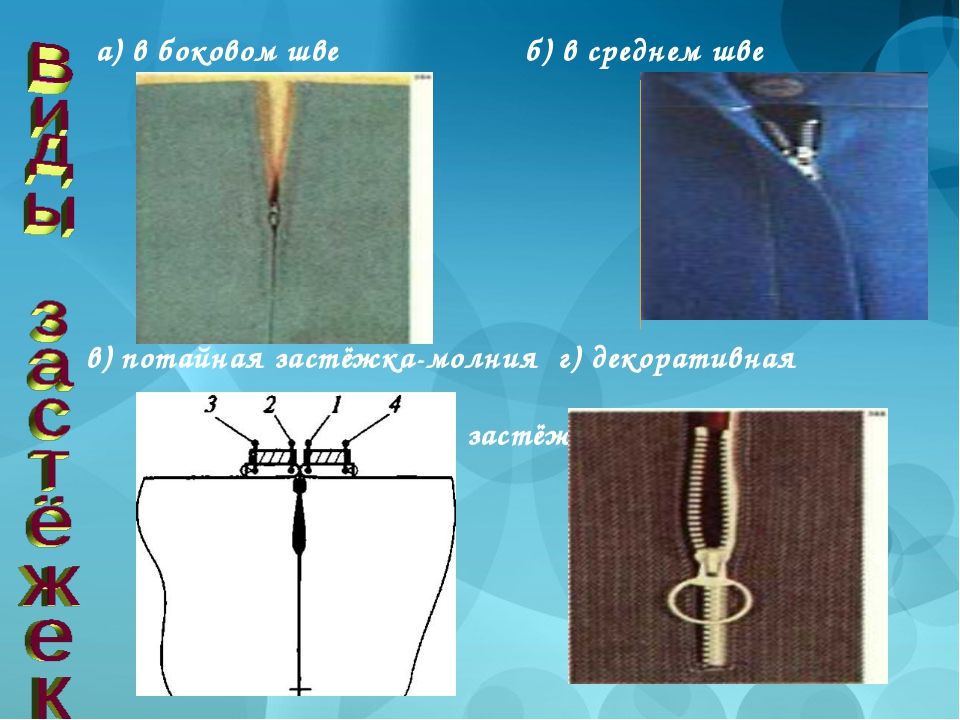 Виды застёжек
а) в боковом шве
б) в среднем шве
в) потайная застёжка-молния г) декоративная
застёж
3 2 1 4